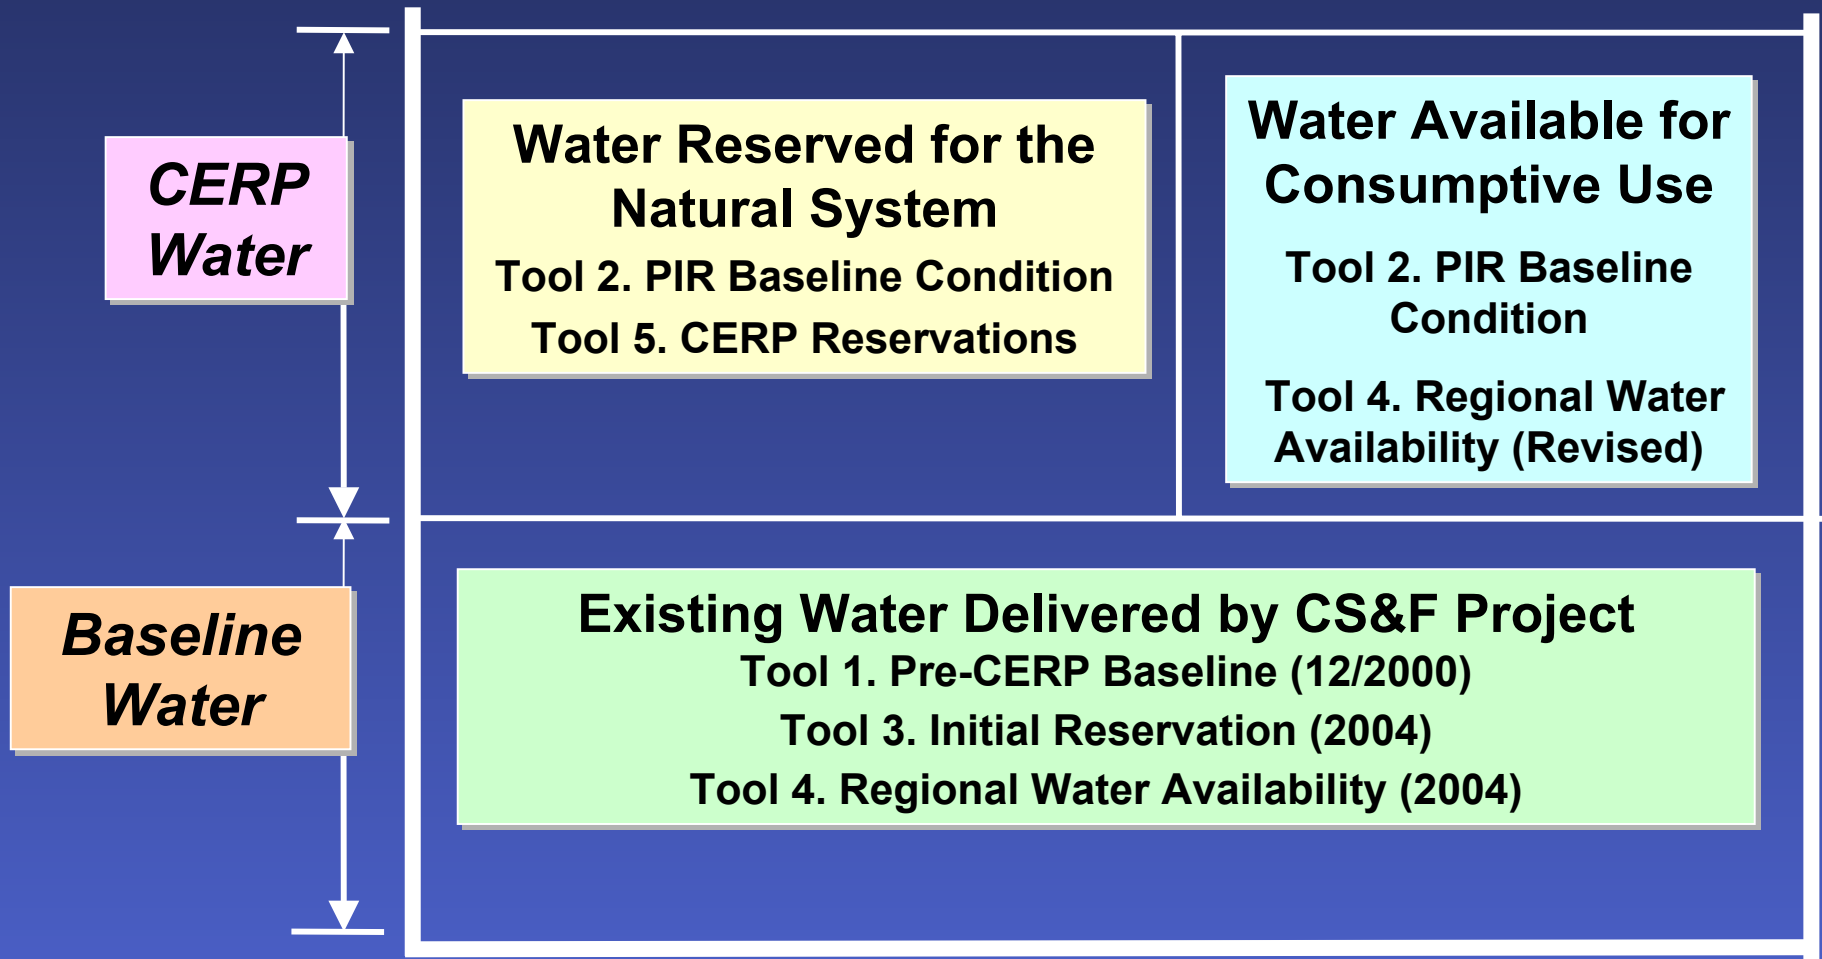 CERP
Water
Water Reserved for the
Natural System
Tool 2. PIR Baseline Condition
Tool 5. CERP Reservations
Water Available for
Consumptive Use
Tool 2. PIR Baseline
Condition
Tool 4. Regional Water
Availability (Revised)
Baseline
Water
Existing Water Delivered by CS&F Project
Tool 1. Pre-CERP Baseline (12/2000)
Tool 3. Initial Reservation (2004)
Tool 4. Regional Water Availability (2004)